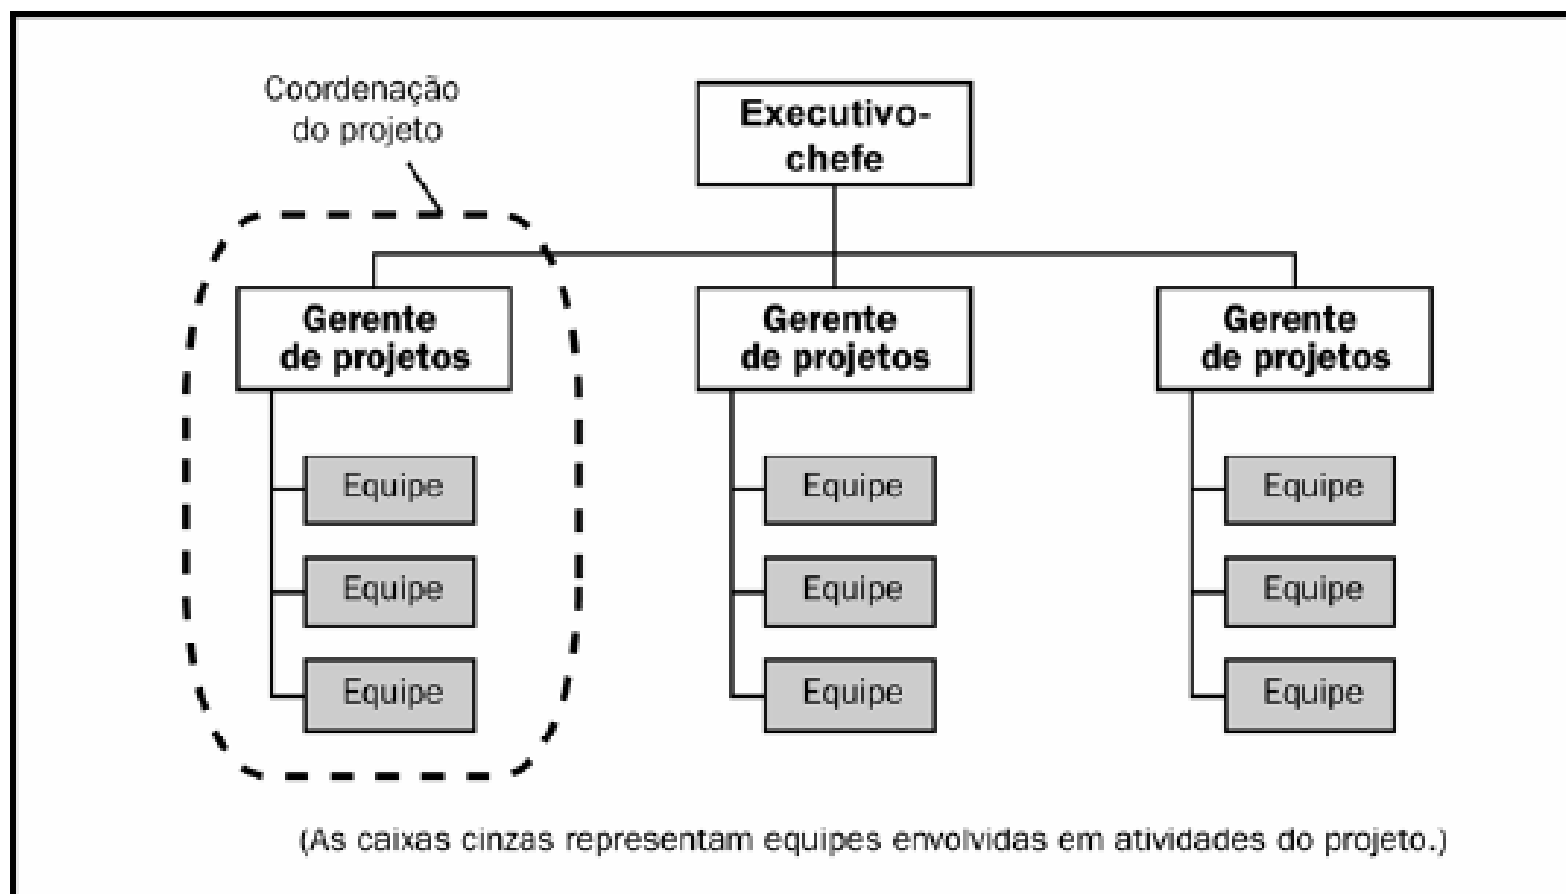 Coordenação
do projeto
Executivo-
chefe
Gerente
de projetos
Gerente
de projetos
Gerente
de projetos
Equipe
Equipe
Equipe
Equipe
Equipe
Equipe
Equipe
Equipe
Equipe
(As caixas cinzas representam equipes envolvidas em atividades do projeto.)